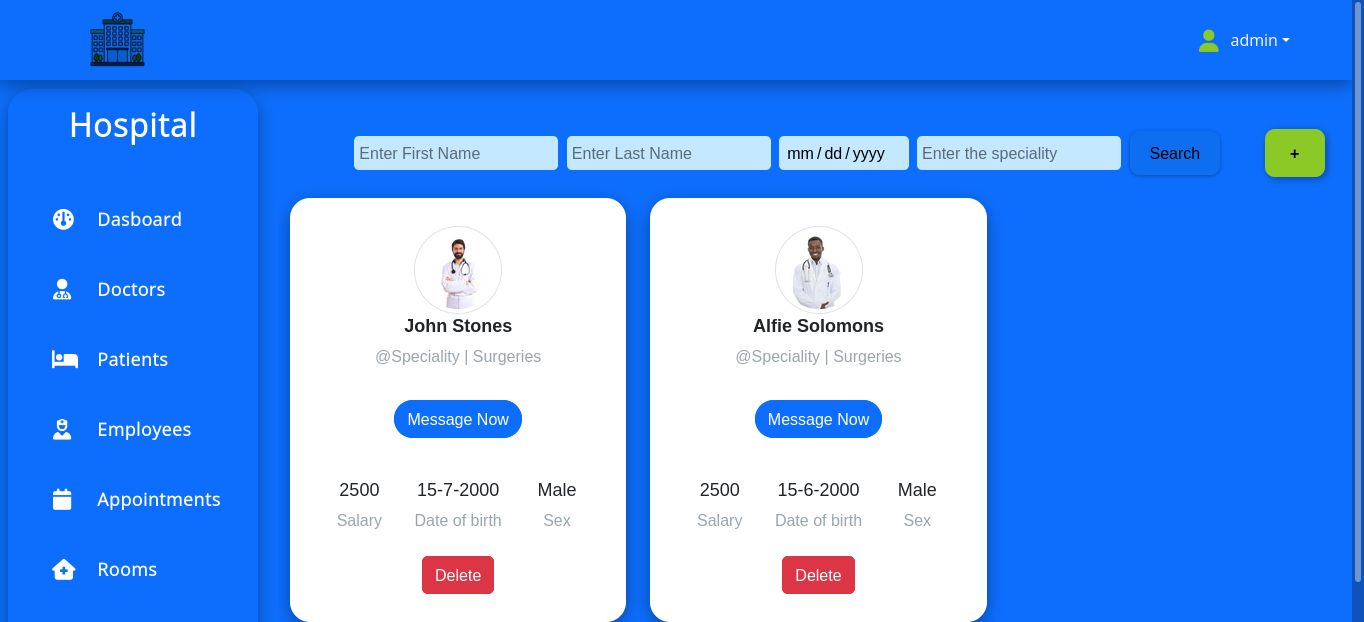 admin
Hospital
Enter First Name Enter Last Name mm/dd/yyyy Enter the speciality Search +
Dasboard
Doctors
Patients
Employees
Appointments
Rooms
John Stones
@Speciality | Surgeries
Message Now
2500 15-7-2000 Male
Salary Date of birth Sex
Delete
Alfie Solomons
@Speciality | Surgeries
Message Now
2500 15-6-2000 Male
Salary Date of birth Sex
Delete